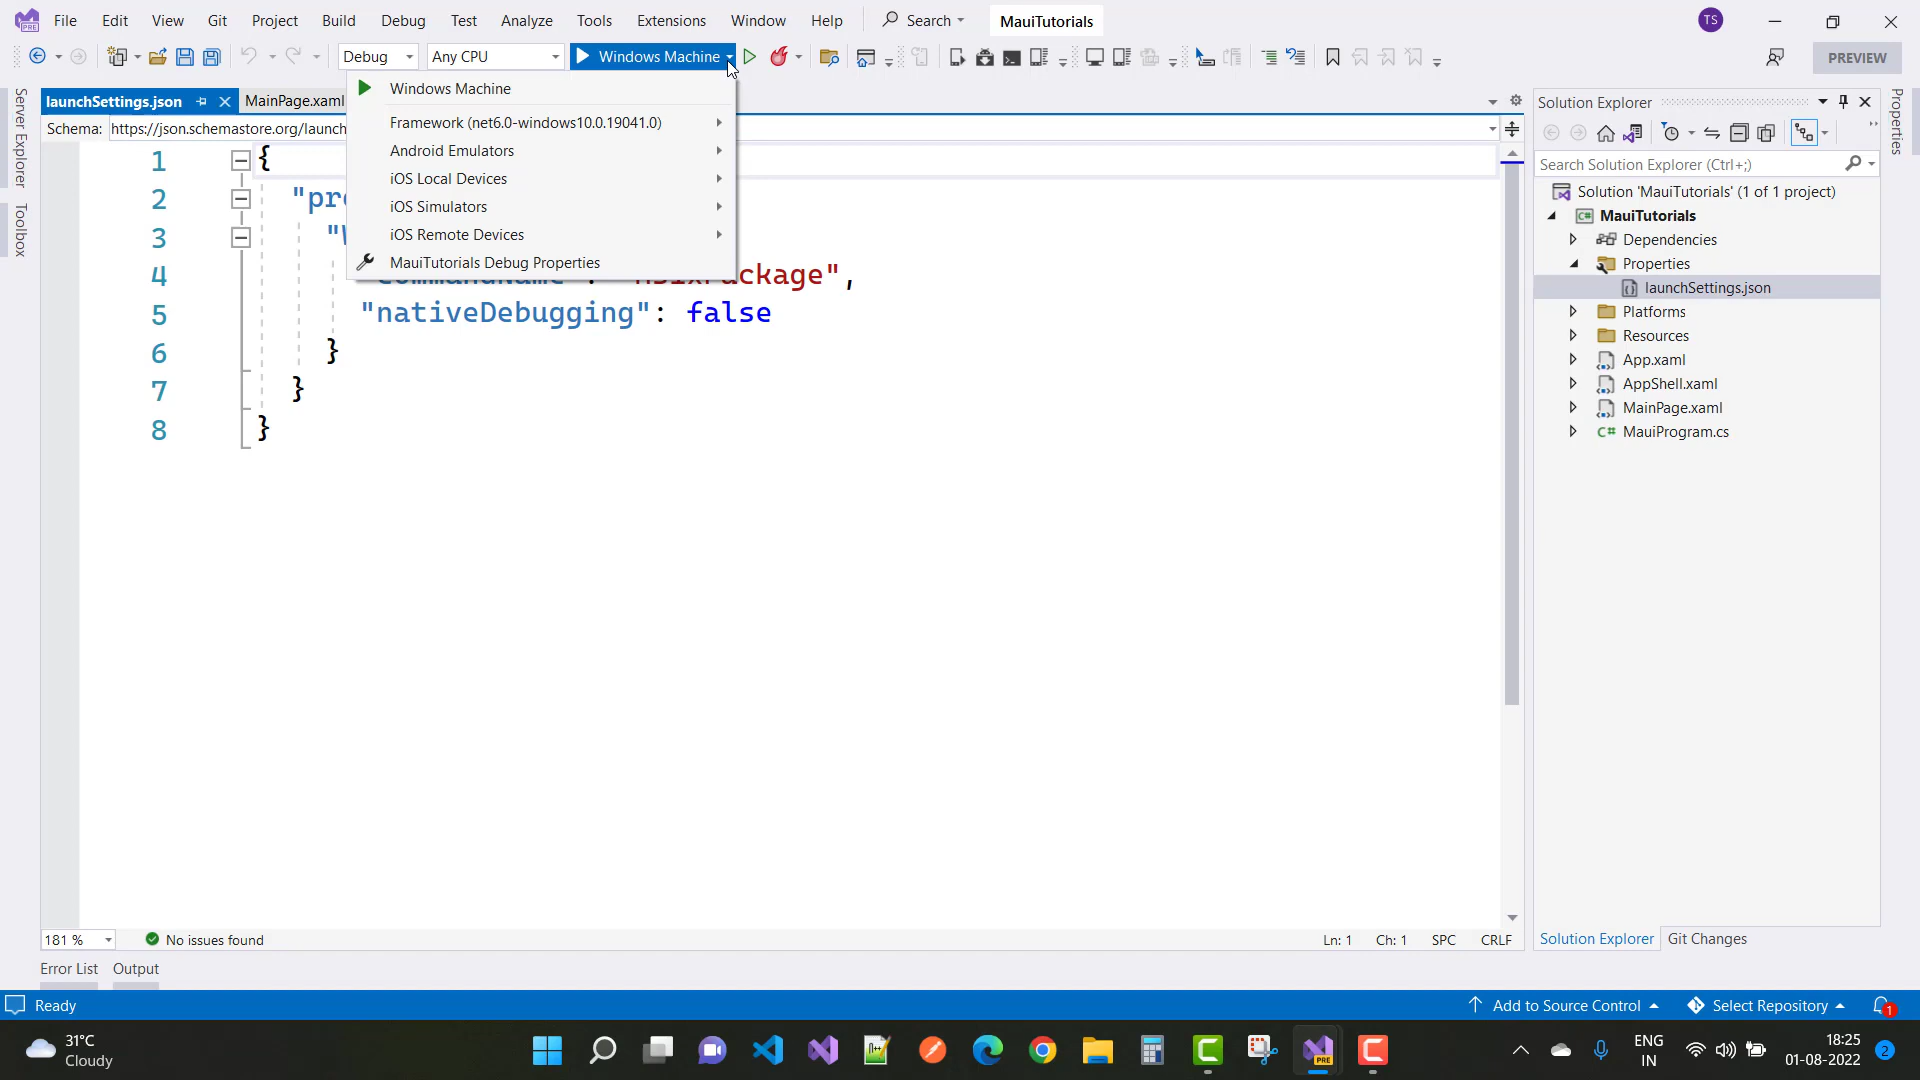 File Edit View Git Project Build Debug Test Analyze Tools Extensions Window Help Search MauiTutorials TS
Debug Any CPU Windows Machine PREVIEW
launchSettings.json MainPage.xaml
Schema: https://json.schemastore.org/launch
Windows Machine
Framework (net6.0-windows10.0.19041.0)
Android Emulators
iOS Local Devices
iOS Simulators
iOS Remote Devices
MauiTutorials Debug Properties
1 {
2 "pr
3 "
4 ackage",
5 "nativeDebugging": false
6 }
7 }
8 }
181 % No issues found Ln: 1 Ch: 1 SPC CRLF
Server Explorer
Toolbox
Solution Explorer
Search Solution Explorer (Ctrl+;)
Solution 'MauiTutorials' (1 of 1 project)
MauiTutorials
Dependencies
Properties
launchSettings.json
Platforms
Resources
App.xaml
AppShell.xaml
MainPage.xaml
MauiProgram.cs
Solution Explorer Git Changes
Properties
Error List Output
Ready Add to Source Control Select Repository 1
31°C
Cloudy
PRE
ENG
IN
18:25
01-08-2022
2